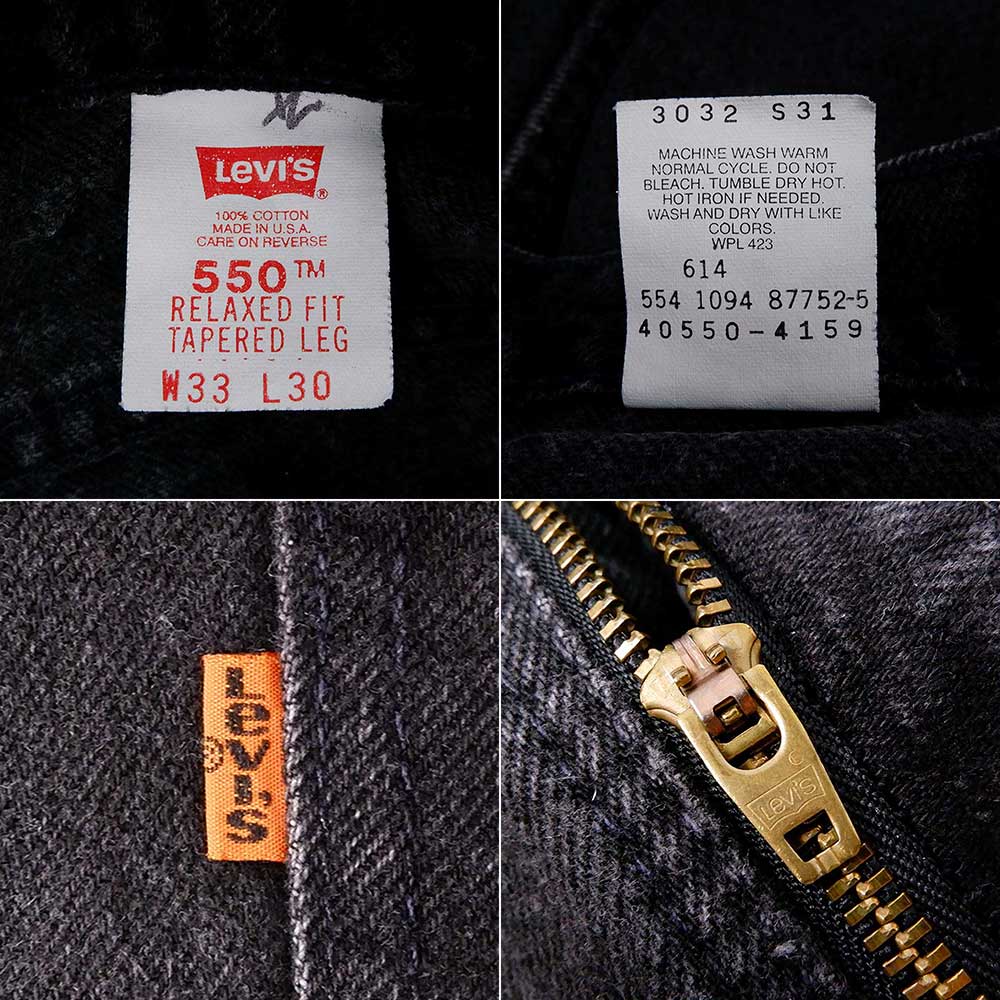 XL
Levi's
®
100% COTTON
MADE IN U.S.A.
CARE ON REVERSE
550™
RELAXED FIT
TAPERED LEG
W33 L30
3032 S31
MACHINE WASH WARM
NORMAL CYCLE. DO NOT
BLEACH. TUMBLE DRY HOT.
HOT IRON IF NEEDED.
WASH AND DRY WITH LIKE
COLORS.
WPL 423
614
554 1094 87752-5
40550-4159
Levi's
®
C
LEVI'S